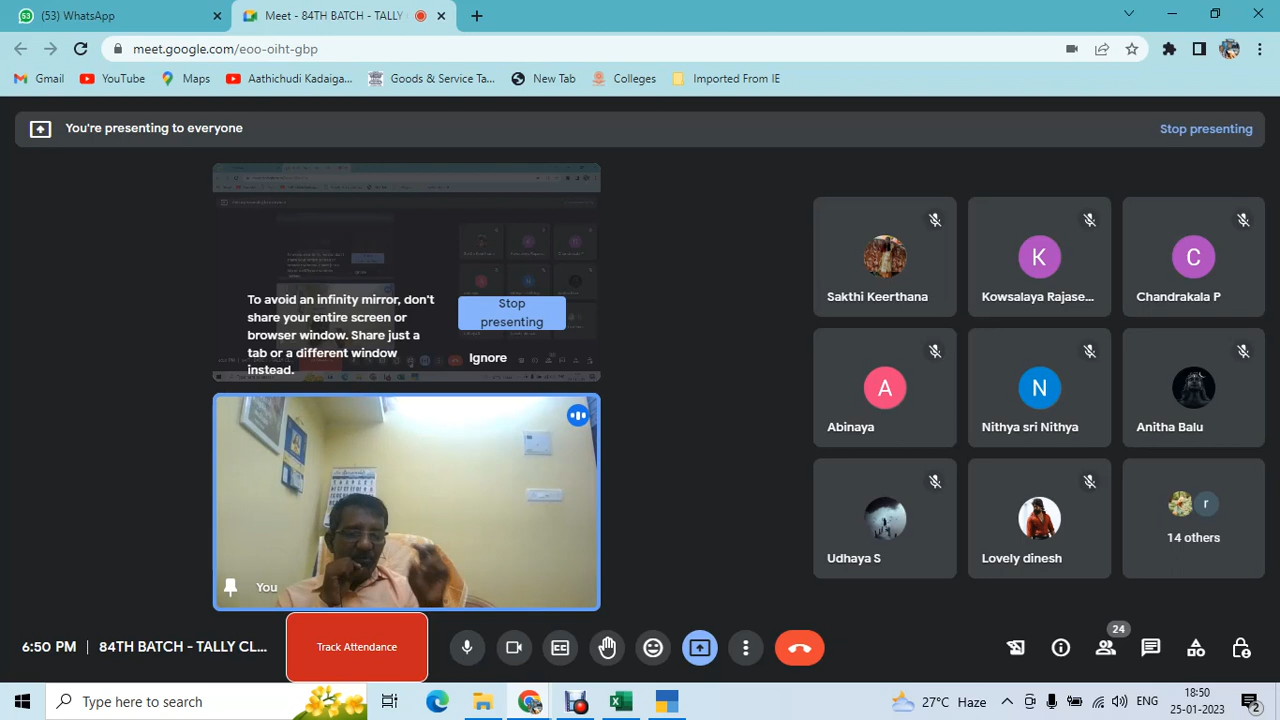 (53) WhatsApp
Meet - 84TH BATCH - TALLY
meet.google.com/eoo-oiht-gbp
Gmail
YouTube
Maps
Aathichudi Kadaiga...
Goods & Service Ta...
New Tab
Colleges
Imported From IE
You're presenting to everyone
Stop presenting
To avoid an infinity mirror, don't
share your entire screen or
browser window. Share just a
tab or a different window
instead.
Stop
presenting
Ignore
You
Sakthi Keerthana
K
Kowsalaya Rajase...
C
Chandrakala P
A
Abinaya
N
Nithya sri Nithya
Anitha Balu
Udhaya S
Lovely dinesh
r
14 others
6:50 PM
84TH BATCH - TALLY CL...
Track Attendance
24
Type here to search
27°C Haze
ENG
18:50
25-01-2023
2